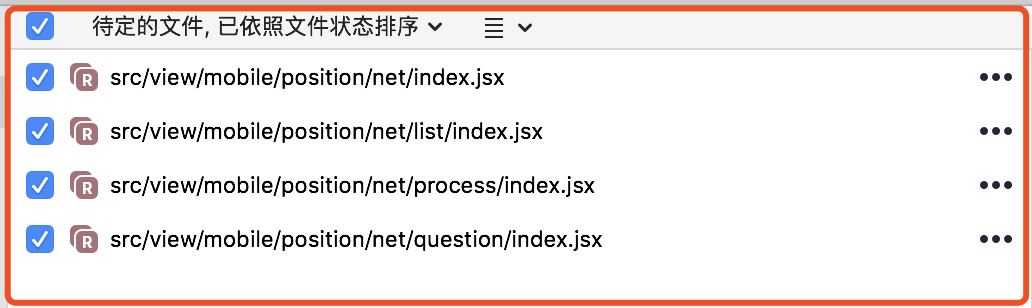 待定的文件, 已依照文件状态排序
R src/view/mobile/position/net/index.jsx
R src/view/mobile/position/net/list/index.jsx
R src/view/mobile/position/net/process/index.jsx
R src/view/mobile/position/net/question/index.jsx